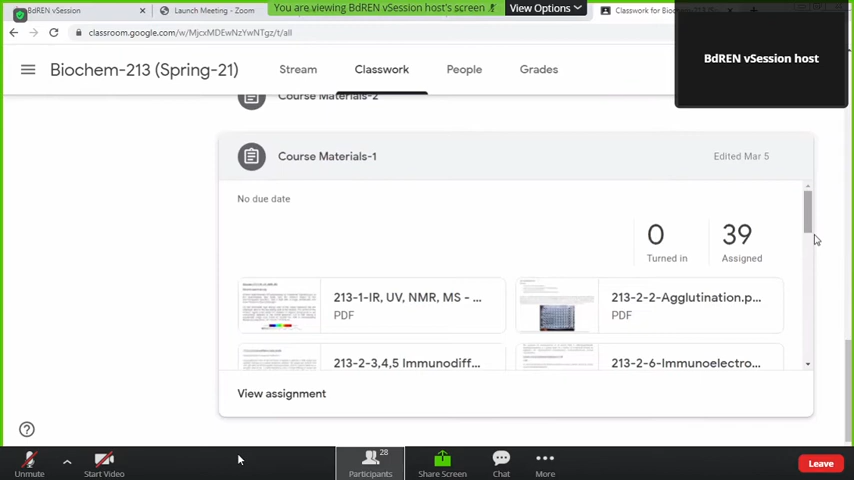 BdREN vSession
Launch Meeting - Zoom
You are viewing BdREN vSession host's screen
View Options
Classwork for Biochem-213
classroom.google.com/w/MjcxMDEwNzYwNTgz/t/all
BdREN vSession host
Biochem-213 (Spring-21)
Stream
Classwork
People
Grades
Course Materials-2
Course Materials-1
Edited Mar 5
No due date
0
39
Turned in
Assigned
213-1-IR, UV, NMR, MS - ...
PDF
213-2-2-Agglutination.p...
PDF
213-2-3,4,5 Immunodiff...
213-2-6-Immunoelectro...
View assignment
Unmute
Start Video
28
Participants
Share Screen
Chat
More
Leave